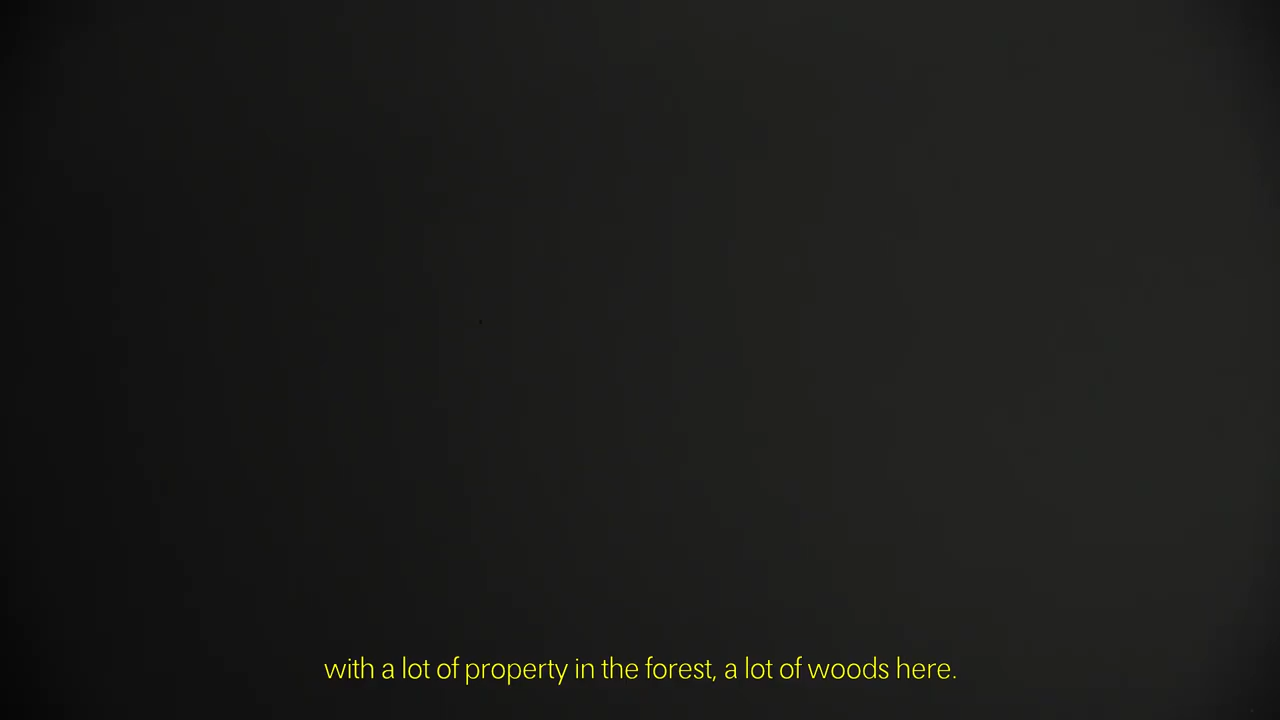 with a lot of property in the forest, a lot of woods here.